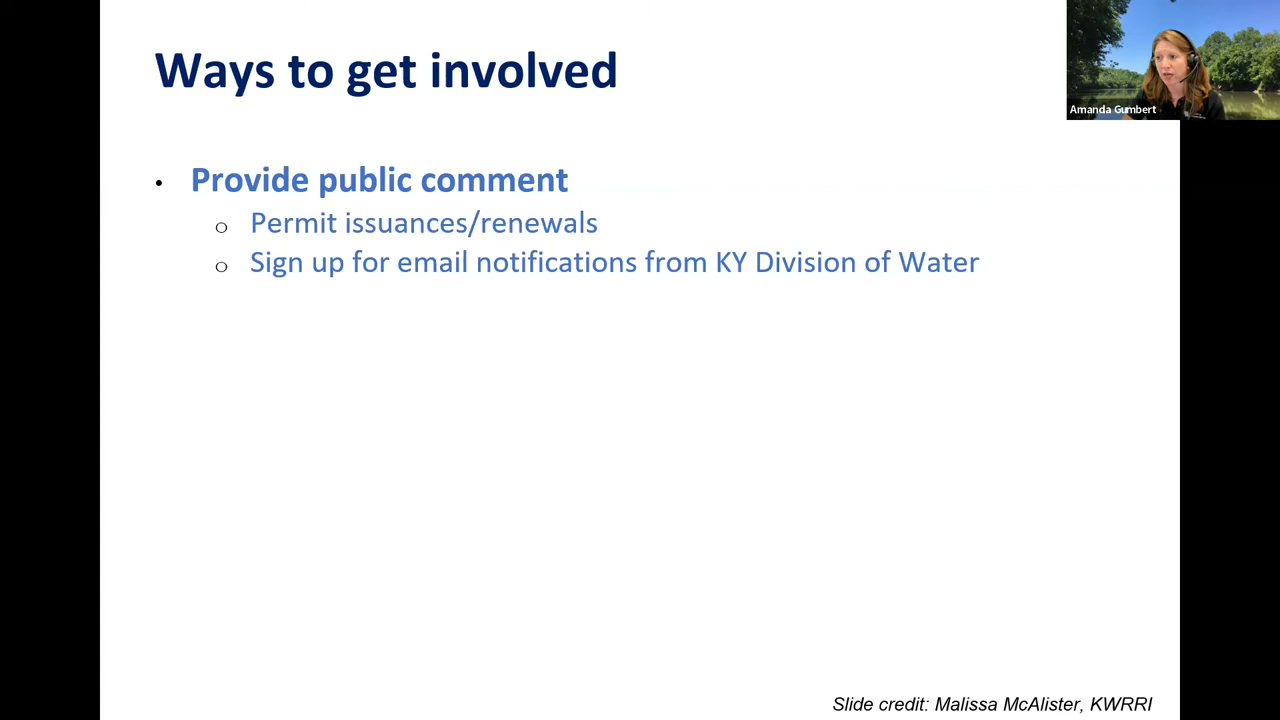 Ways to get involved
Amanda Gumbert
• Provide public comment
o Permit issuances/renewals
o Sign up for email notifications from KY Division of Water
Slide credit: Malissa McAlister, KWRRI